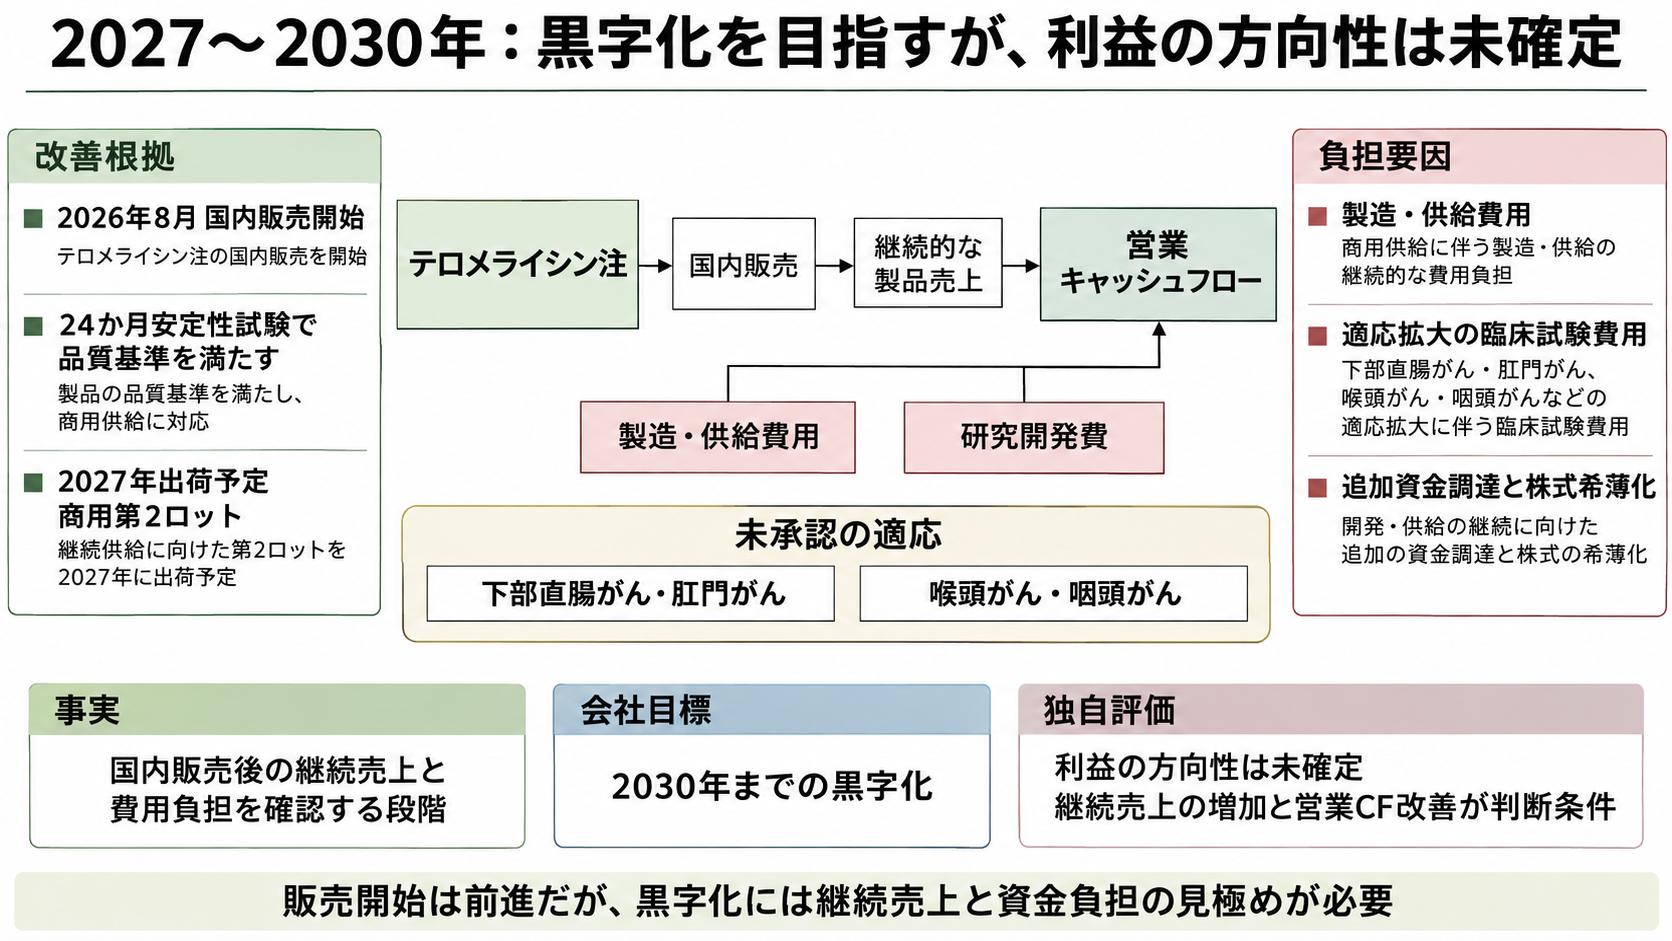 2027〜2030年：黒字化を目指すが、利益の方向性は未確定
改善根拠
2026年8月 国内販売開始
テロメライシン注の国内販売を開始
24か月安定性試験で
品質基準を満たす
製品の品質基準を満たし、
商用供給に対応
2027年出荷予定
商用第2ロット
継続供給に向けた第2ロットを
2027年に出荷予定
テロメライシン注
国内販売
継続的な
製品売上
営業
キャッシュフロー
製造・供給費用
研究開発費
未承認の適応
下部直腸がん・肛門がん
喉頭がん・咽頭がん
負担要因
製造・供給費用
商用供給に伴う製造・供給の
継続的な費用負担
適応拡大の臨床試験費用
下部直腸がん・肛門がん、
喉頭がん・咽頭がんなどの
適応拡大に伴う臨床試験費用
追加資金調達と株式希薄化
開発・供給の継続に向けた
追加の資金調達と株式の希薄化
事実
国内販売後の継続売上と
費用負担を確認する段階
会社目標
2030年までの黒字化
独自評価
利益の方向性は未確定
継続売上の増加と営業CF改善が判断条件
販売開始は前進だが、黒字化には継続売上と資金負担の見極めが必要